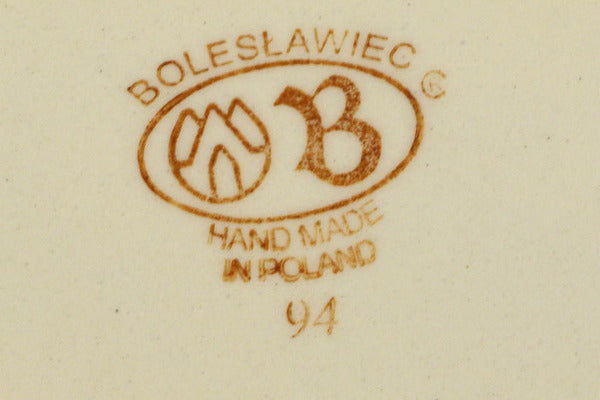 BOLESŁAWIEC G
B
HAND MADE
IN POLAND
94